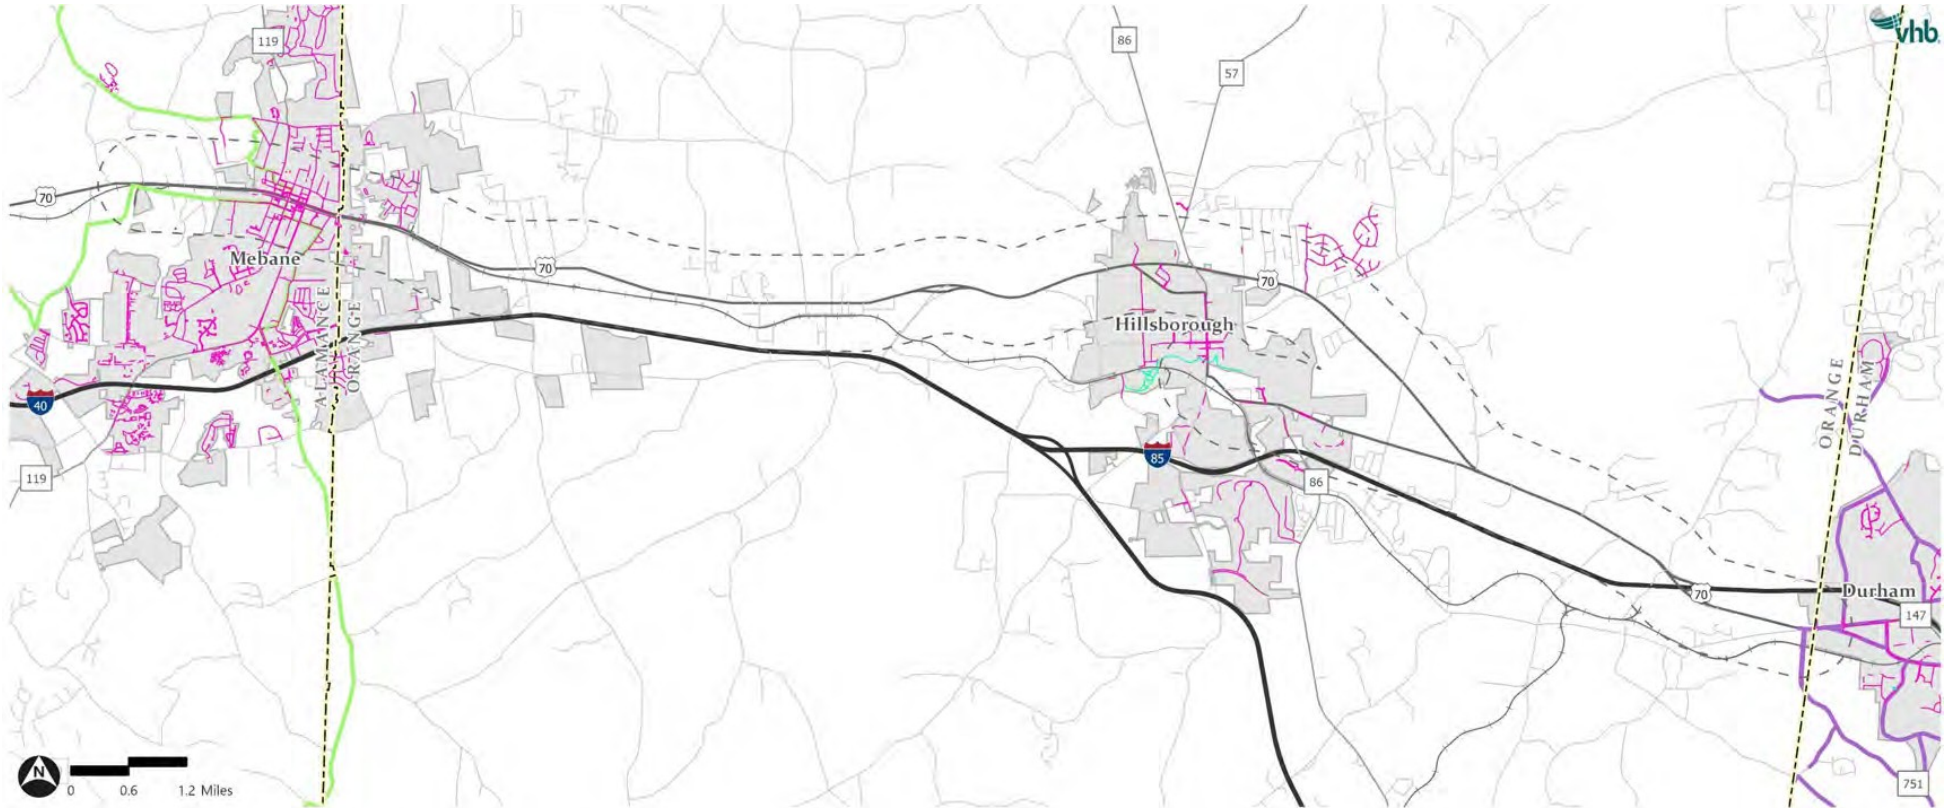 119
86
57
vhb
70
Mebane
70
70
ALAMANCE
ORANGE
Hillsborough
40
119
85
86
ORANGE
DURHAM
70
Durham
147
751
N
0 0.6 1.2 Miles